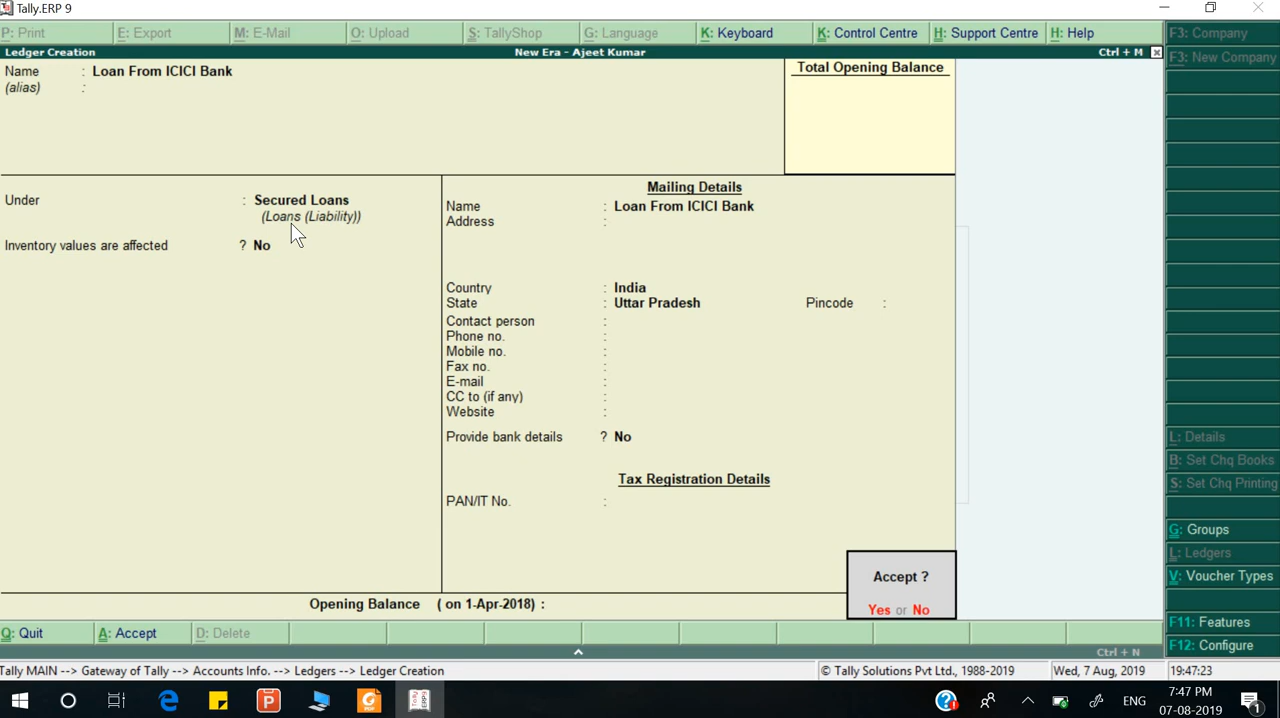 Tally.ERP 9
P: Print E: Export M: E-Mail O: Upload S: TallyShop G: Language K: Keyboard K: Control Centre H: Support Centre H: Help F3: Company
Ledger Creation New Era - Ajeet Kumar Ctrl + M
F3: New Company
Name : Loan From ICICI Bank Total Opening Balance
(alias) :
Under : Secured Loans
(Loans (Liability))
Inventory values are affected ? No
Mailing Details
Name : Loan From ICICI Bank
Address :
Country : India
State : Uttar Pradesh Pincode :
Contact person :
Phone no. :
Mobile no. :
Fax no. :
E-mail :
CC to (if any) :
Website :
Provide bank details ? No
Tax Registration Details
PAN/IT No. :
Accept ?
Yes or No
Opening Balance ( on 1-Apr-2018) :
L: Details
B: Set Chq Books
S: Set Chq Printing
G: Groups
L: Ledgers
V: Voucher Types
F11: Features
F12: Configure
Q: Quit A: Accept D: Delete
Ctrl + N
Tally MAIN --> Gateway of Tally --> Accounts Info. --> Ledgers --> Ledger Creation © Tally Solutions Pvt Ltd., 1988-2019 Wed, 7 Aug, 2019 19:47:23
ENG 7:47 PM
07-08-2019